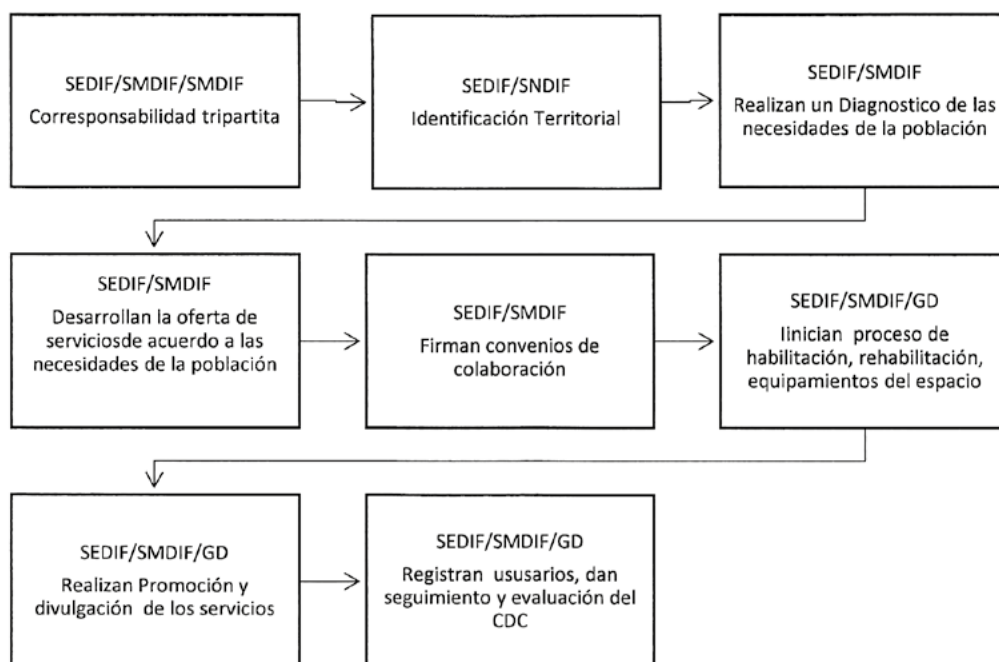 SEDIF/SMDIF/SMDIF
Corresponsabilidad tripartita
SEDIF/SNDIF
Identificación Territorial
SEDIF/SMDIF
Realizan un Diagnostico de las
necesidades de la población
SEDIF/SMDIF
Desarrollan la oferta de
serviciosde acuerdo a las
necesidades de la población
SEDIF/SMDIF
Firman convenios de
colaboración
SEDIF/SMDIF/GD
Iinician proceso de
habilitación, rehabilitación,
equipamientos del espacio
SEDIF/SMDIF/GD
Realizan Promoción y
divulgación de los servicios
SEDIF/SMDIF/GD
Registran ususarios, dan
seguimiento y evaluación del
CDC